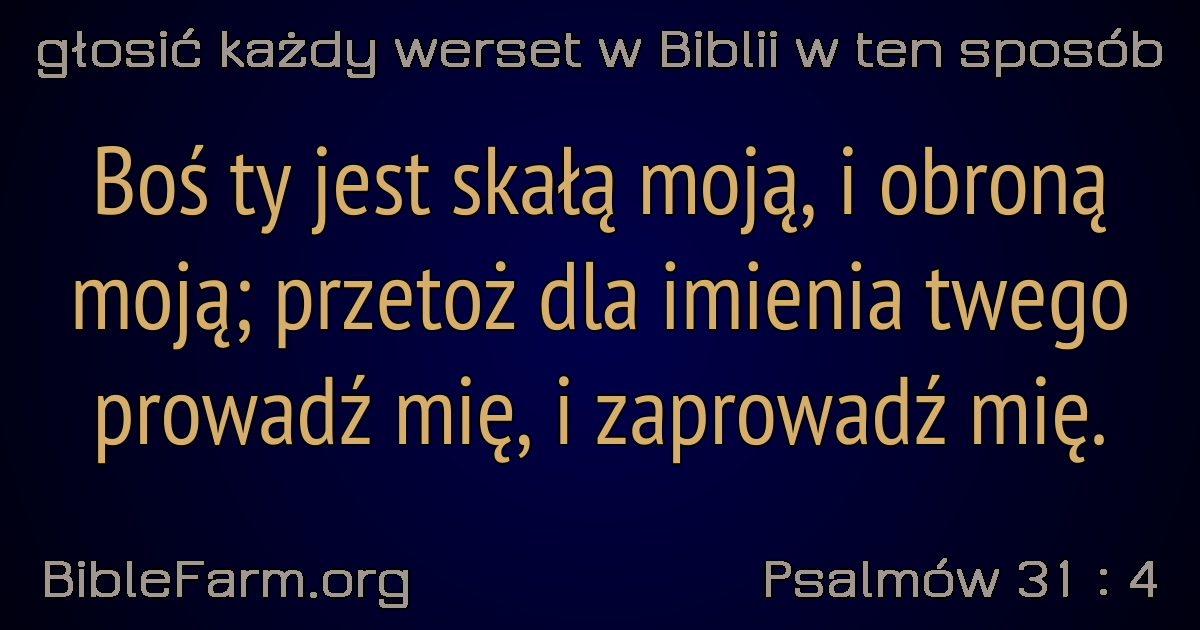 głosić każdy werset w Biblii w ten sposób
Boś ty jest skałą moją, i obroną
moją; przetoż dla imienia twego
prowadź mię, i zaprowadź mię.
BibleFarm.org
Psalmów 31 : 4